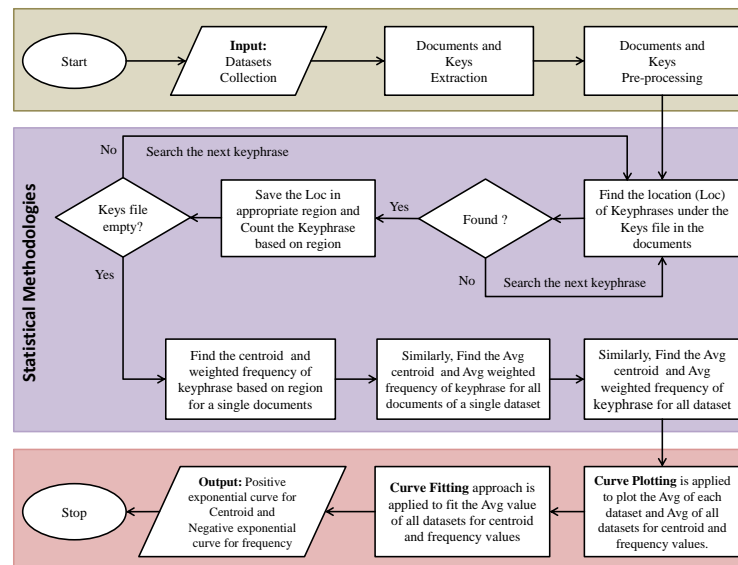 Start
Input:
Datasets
Collection
Documents and
Keys
Extraction
Documents and
Keys
Pre-processing
Statistical Methodologies
No
Search the next keyphrase
Keys file
empty?
Yes
Save the Loc in
appropriate region and
Count the Keyphrase
based on region
Yes
Found ?
No
Search the next keyphrase
Find the location (Loc)
of Keyphrases under the
Keys file in the
documents
Find the centroid and
weighted frequency of
keyphrase based on region
for a single documents
Similarly, Find the Avg
centroid and Avg weighted
frequency of keyphrase for all
documents of a single dataset
Similarly, Find the Avg
centroid and Avg
weighted frequency of
keyphrase for all dataset
Stop
Output: Positive
exponential curve for
Centroid and
Negative exponential
curve for frequency
Curve Fitting approach is
applied to fit the Avg value
of all datasets for centroid
and frequency values
Curve Plotting is applied
to plot the Avg of each
dataset and Avg of all
datasets for centroid and
frequency values.